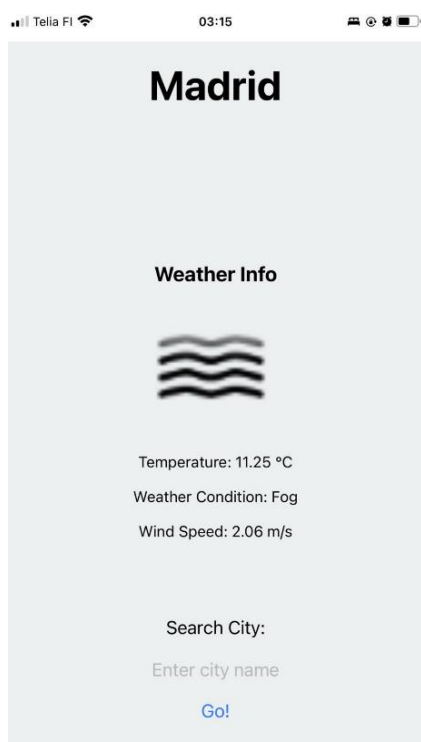 Telia FI 03:15
Madrid
Weather Info
Temperature: 11.25 °C
Weather Condition: Fog
Wind Speed: 2.06 m/s
Search City:
Enter city name
Go!